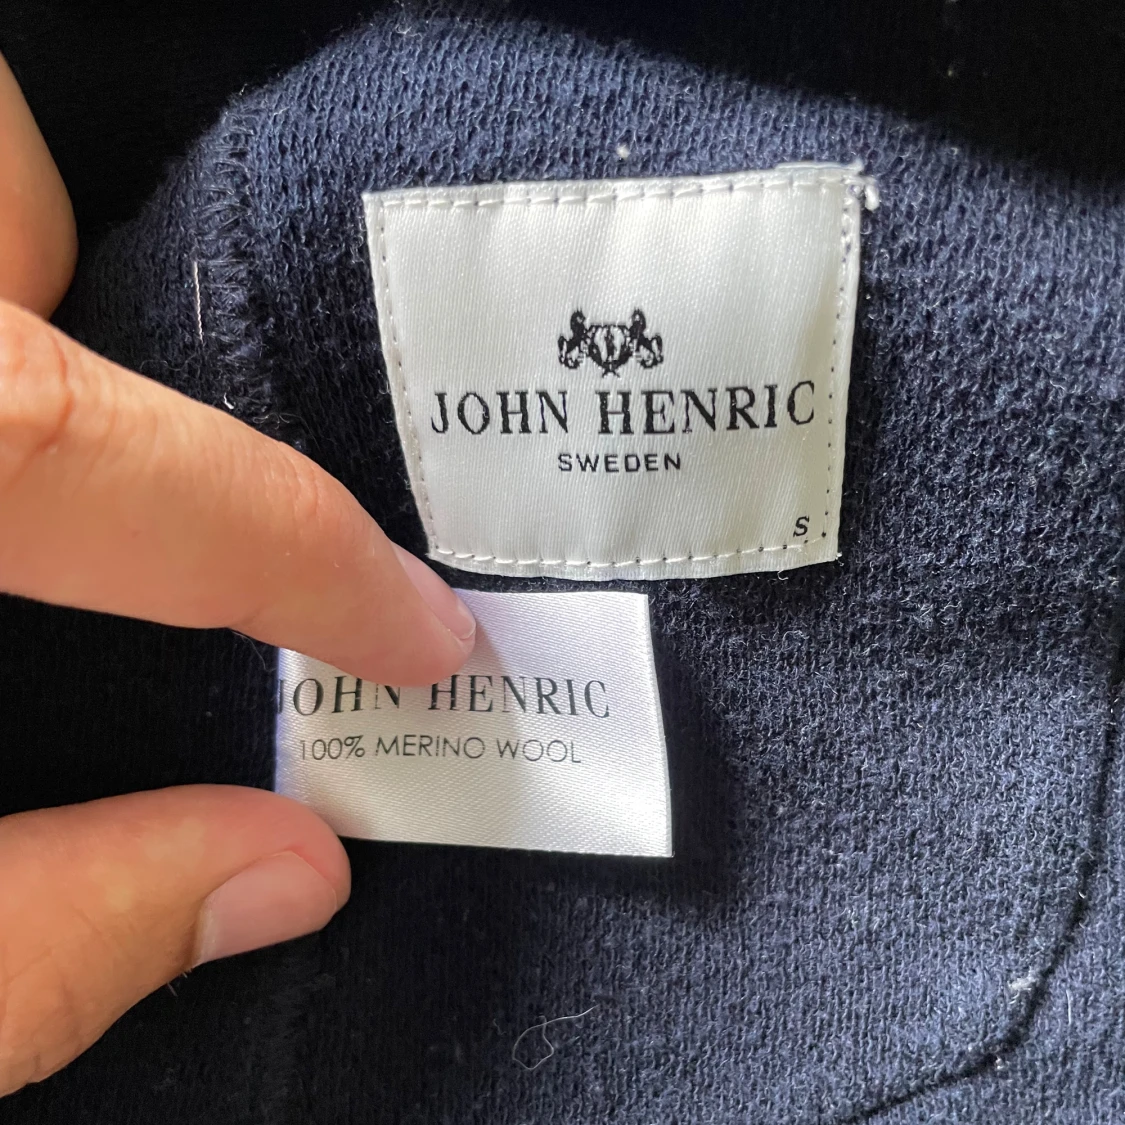 JOHN HENRIC
SWEDEN
S
JOHN HENRIC
100% MERINO WOOL